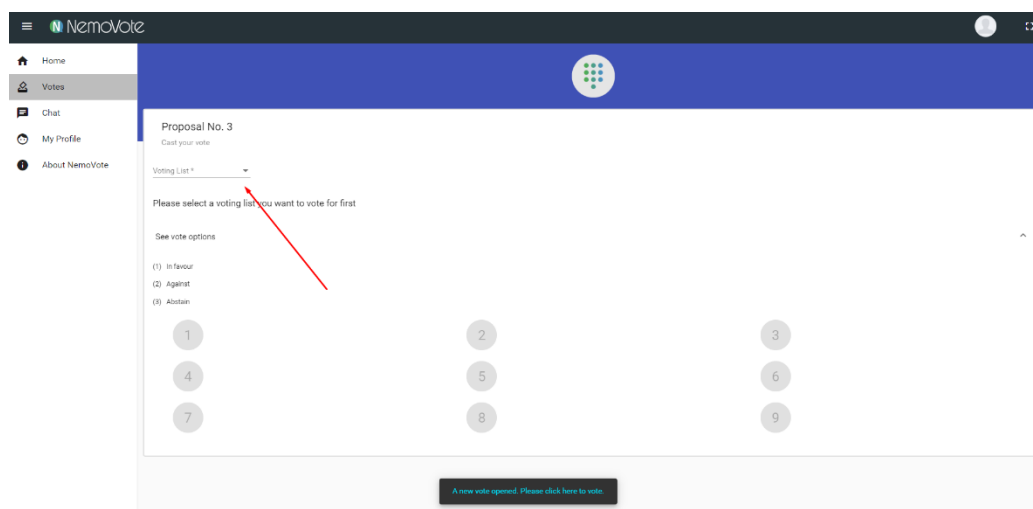 NemoVote
Home
Votes
Chat
My Profile
About NemoVote
Proposal No. 3
Cast your vote
Voting List *
Please select a voting list you want to vote for first
See vote options
(1) In favour
(2) Against
(3) Abstain
1 2 3
4 5 6
7 8 9
A new vote opened. Please click here to vote.